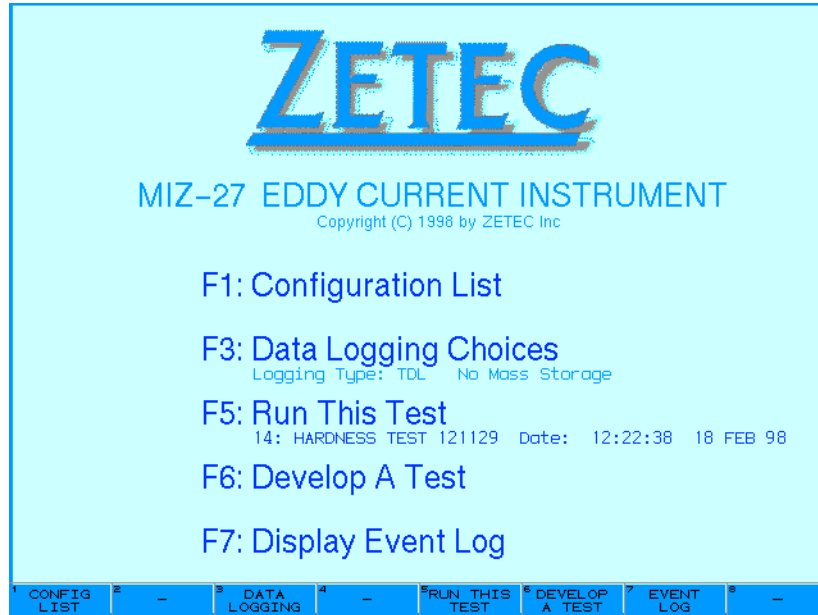 ZETEC
MIZ-27 EDDY CURRENT INSTRUMENT
Copyright (C) 1998 by ZETEC Inc
F1: Configuration List
F3: Data Logging Choices
Logging Type: TDL No Mass Storage
F5: Run This Test
14: HARDNESS TEST 121129 Date: 12:22:38 18 FEB 98
F6: Develop A Test
F7: Display Event Log
1 CONFIG LIST 2 – 3 DATA LOGGING 4 – 5 RUN THIS TEST 6 DEVELOP A TEST 7 EVENT LOG 8 –